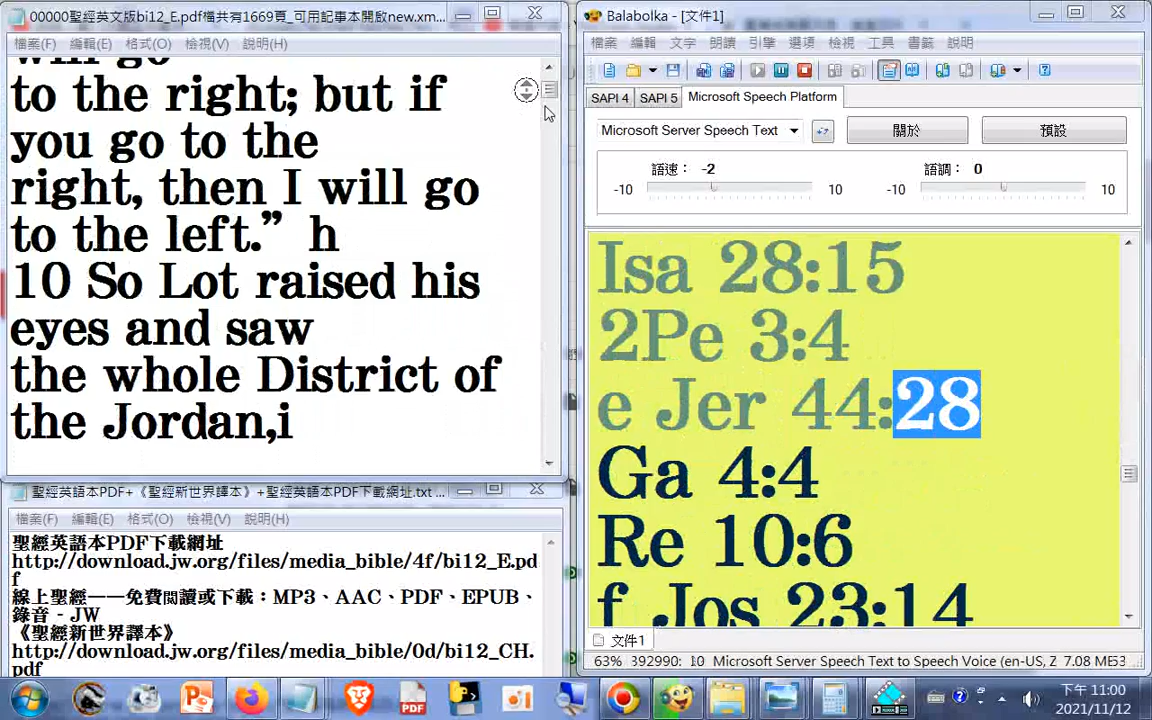 00000聖經英文版bi12_E.pdf檔共有1669頁_可用記事本開啟new.xm...
檔案(F) 編輯(E) 格式(O) 檢視(V) 說明(H)
will go
to the right; but if
you go to the
right, then I will go
to the left.” h
10 So Lot raised his
eyes and saw
the whole District of
the Jordan,i
聖經英語本PDF+《聖經新世界譯本》+聖經英語本PDF下載網址.txt ...
檔案(F) 編輯(E) 格式(O) 檢視(V) 說明(H)
聖經英語本PDF下載網址
http://download.jw.org/files/media_bible/4f/bi12_E.pd
f
線上聖經——免費閱讀或下載：MP3、AAC、PDF、EPUB、
錄音 - JW
《聖經新世界譯本》
http://download.jw.org/files/media_bible/0d/bi12_CH.
pdf
Balabolka - [文件1]
檔案 編輯 文字 朗讀 引擎 選項 檢視 工具 書籤 說明
SAPI 4 SAPI 5 Microsoft Speech Platform
Microsoft Server Speech Text 關於 預設
語速： -2 語調： 0
-10 10 -10 10
Isa 28:15
2Pe 3:4
e Jer 44:28
Ga 4:4
Re 10:6
f Jos 23:14
文件1
63% 392990: 10 Microsoft Server Speech Text to Speech Voice (en-US, Z 7.08 ME53
下午 11:00
2021/11/12